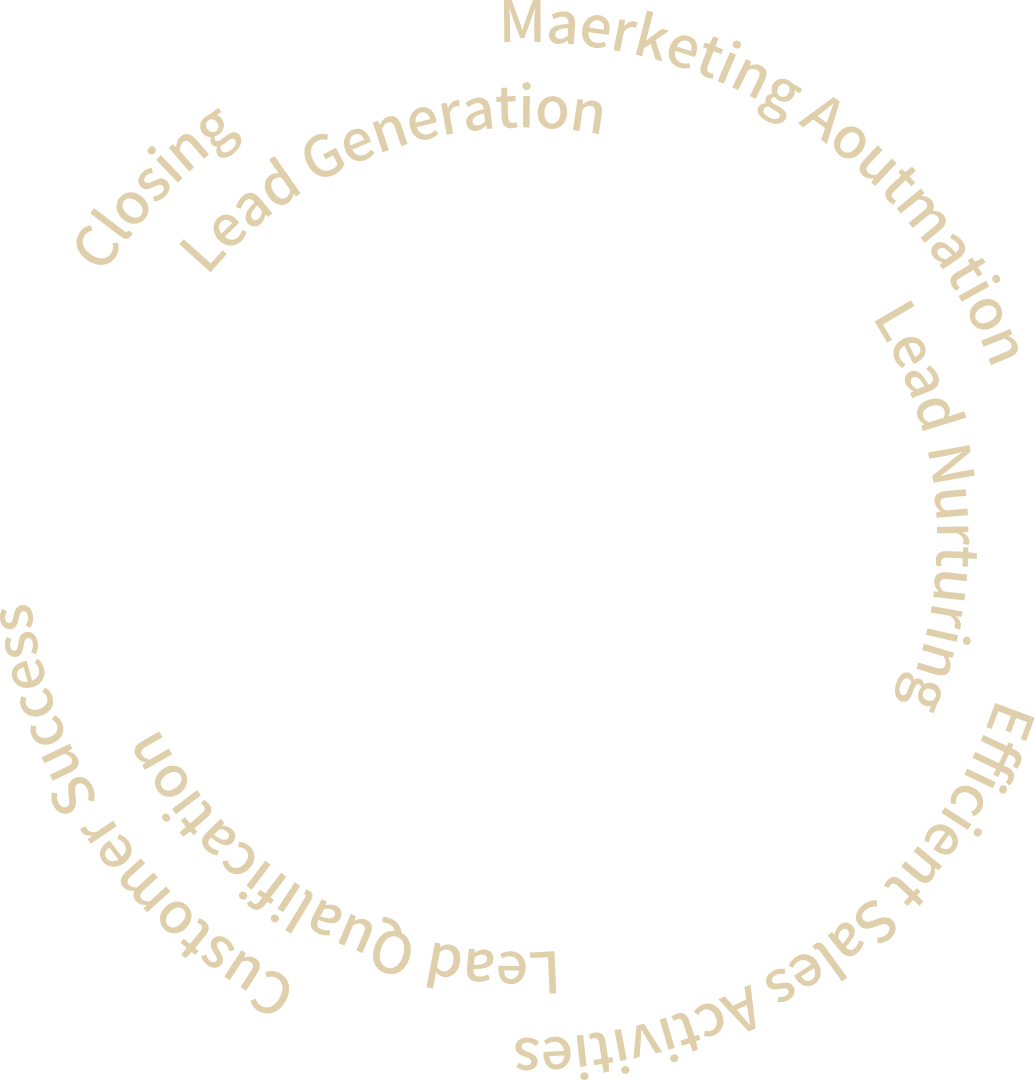 Maerketing Aoutmation
Lead Generation
Closing
Lead Nurturing
Efficient Sales Activities
Lead Qualification
Customer Success